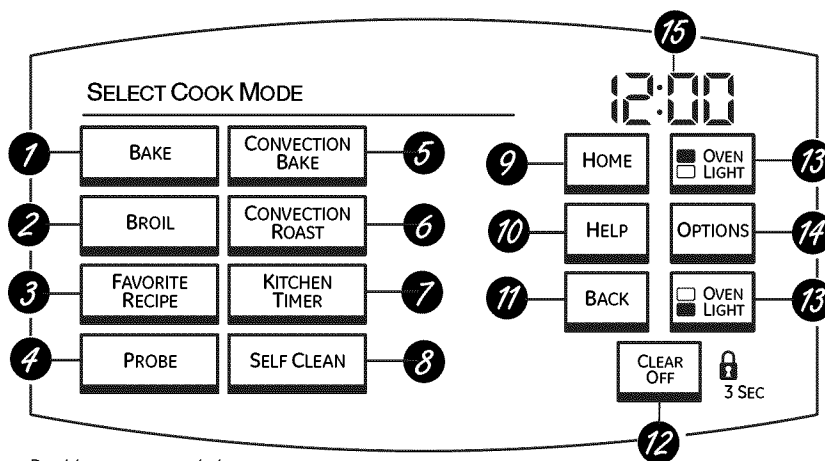 15
SELECT COOK MODE
12:00
1
BAKE
CONVECTION
BAKE
5
9
HOME
OVEN
LIGHT
13
2
BROIL
CONVECTION
ROAST
6
10
HELP
OPTIONS
14
3
FAVORITE
RECIPE
KITCHEN
TIMER
7
11
BACK
OVEN
LIGHT
13
4
PROBE
SELF CLEAN
8
CLEAR
OFF
3 SEC
12